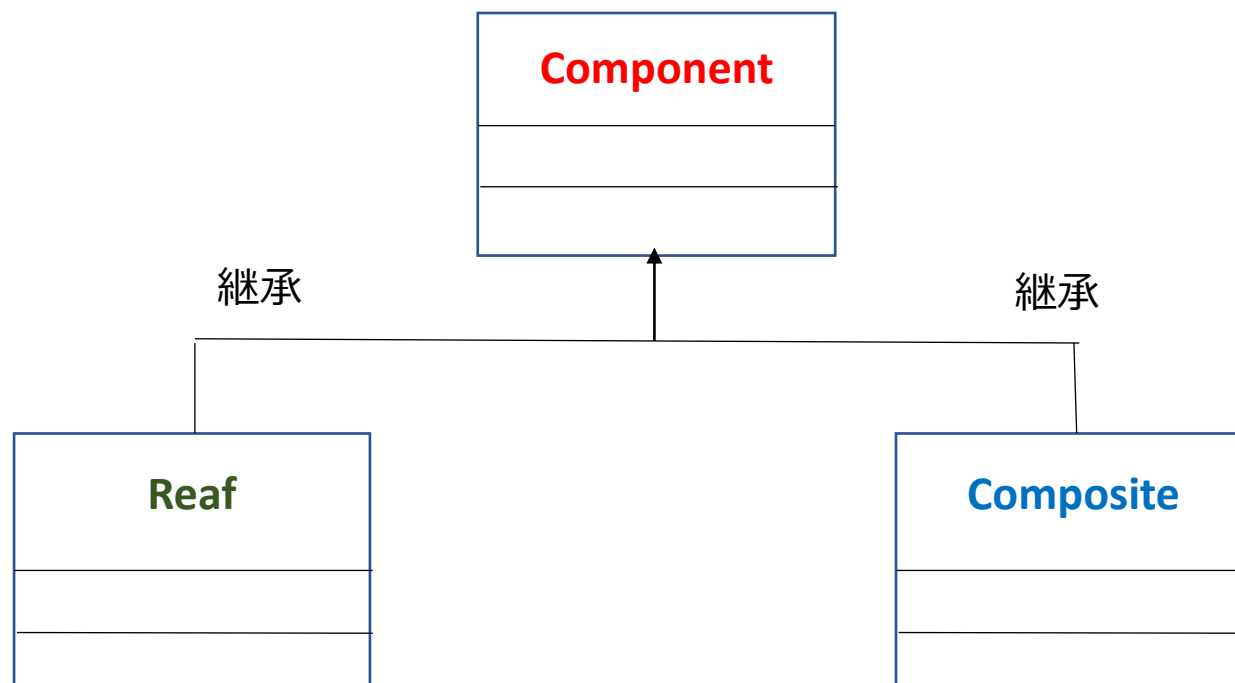 Component
継承
継承
Reaf
Composite